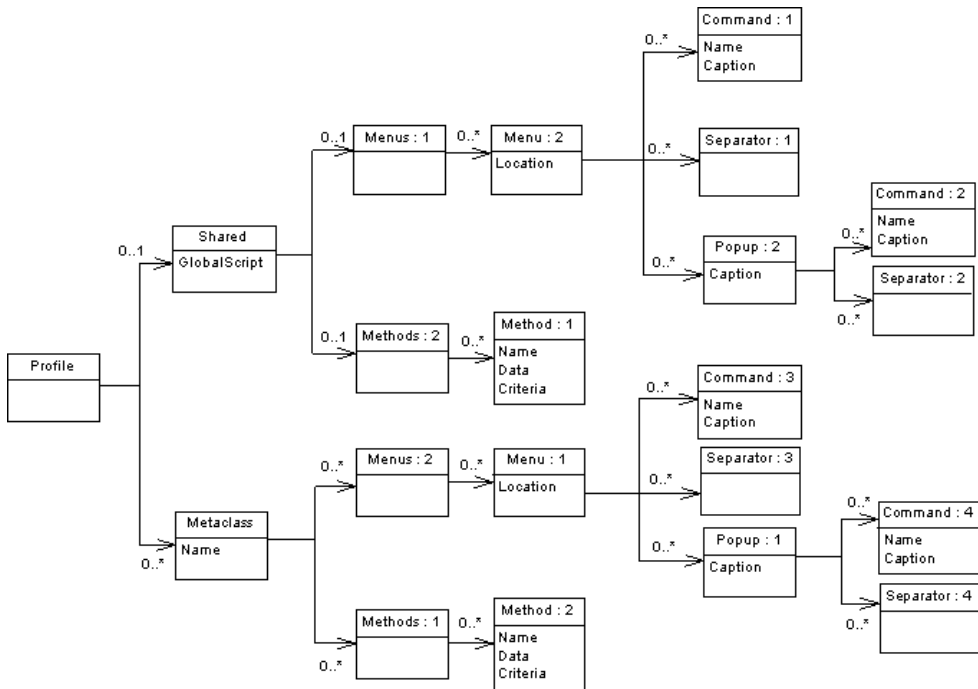 Command : 1
0..*
Name
Caption
0..1
Menus : 1
0..*
Menu : 2
Location
0..*
Separator : 1
Command : 2
Name
Caption
0..*
Shared
GlobalScript
0..1
0..*
Popup : 2
Caption
Separator : 2
0..*
0..1
Methods : 2
0..*
Method : 1
Name
Data
Criteria
Profile
0..*
Command : 3
Name
Caption
0..*
Menus : 2
0..*
Menu : 1
Location
0..*
Separator : 3
0..*
Command : 4
Name
Caption
Metaclass
Name
0..*
0..*
Popup : 1
Caption
Separator : 4
0..*
Methods : 1
0..*
0..*
Method : 2
Name
Data
Criteria